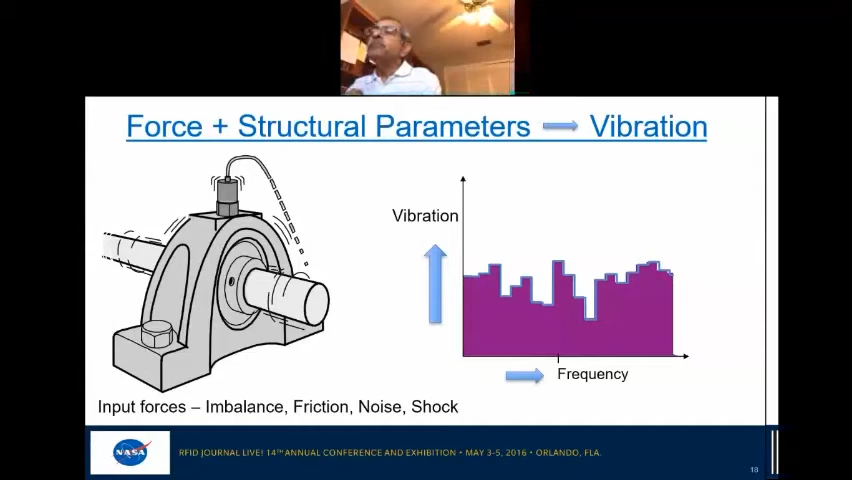 Force + Structural Parameters Vibration
Vibration
Frequency
Input forces – Imbalance, Friction, Noise, Shock
NASA
RFID JOURNAL LIVE! 14TH ANNUAL CONFERENCE AND EXHIBITION • MAY 3-5, 2016 • ORLANDO, FLA.
18